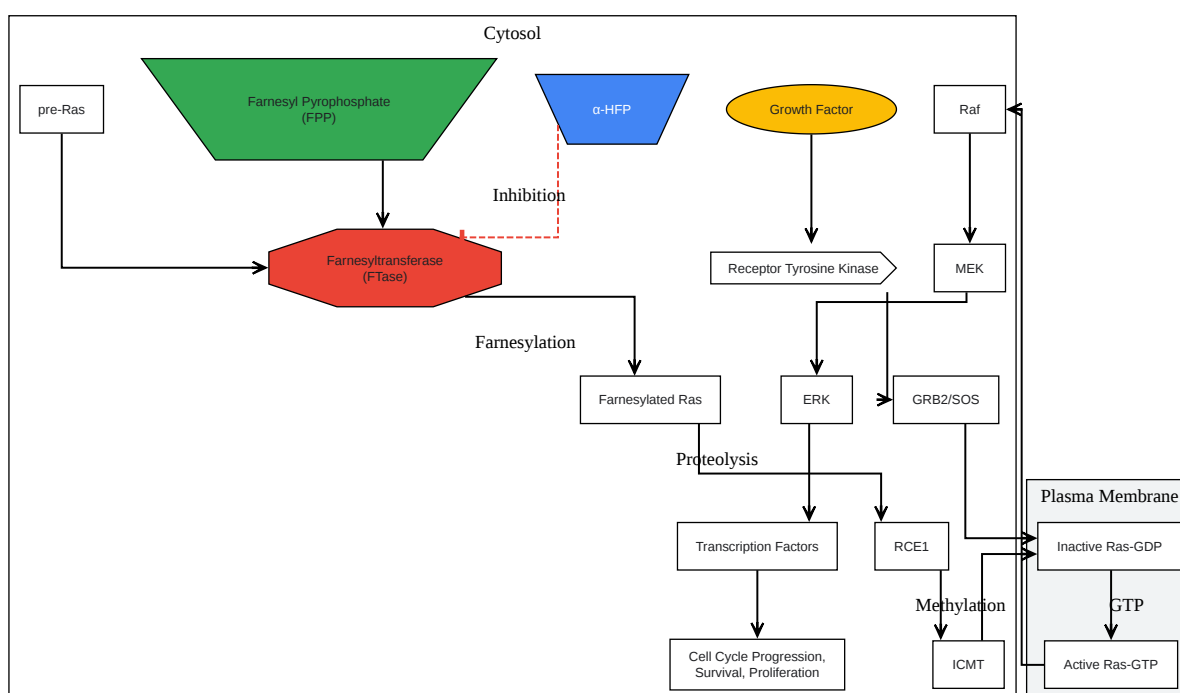 Cytosol
pre-Ras
Farnesyl Pyrophosphate
(FPP)
α-HFP
Growth Factor
Raf
Inhibition
Farnesyltransferase
(FTase)
Receptor Tyrosine Kinase
MEK
Farnesylation
Farnesylated Ras
ERK
GRB2/SOS
Proteolysis
Plasma Membrane
Transcription Factors
RCE1
Inactive Ras-GDP
Methylation
GTP
Cell Cycle Progression,
Survival, Proliferation
ICMT
Active Ras-GTP